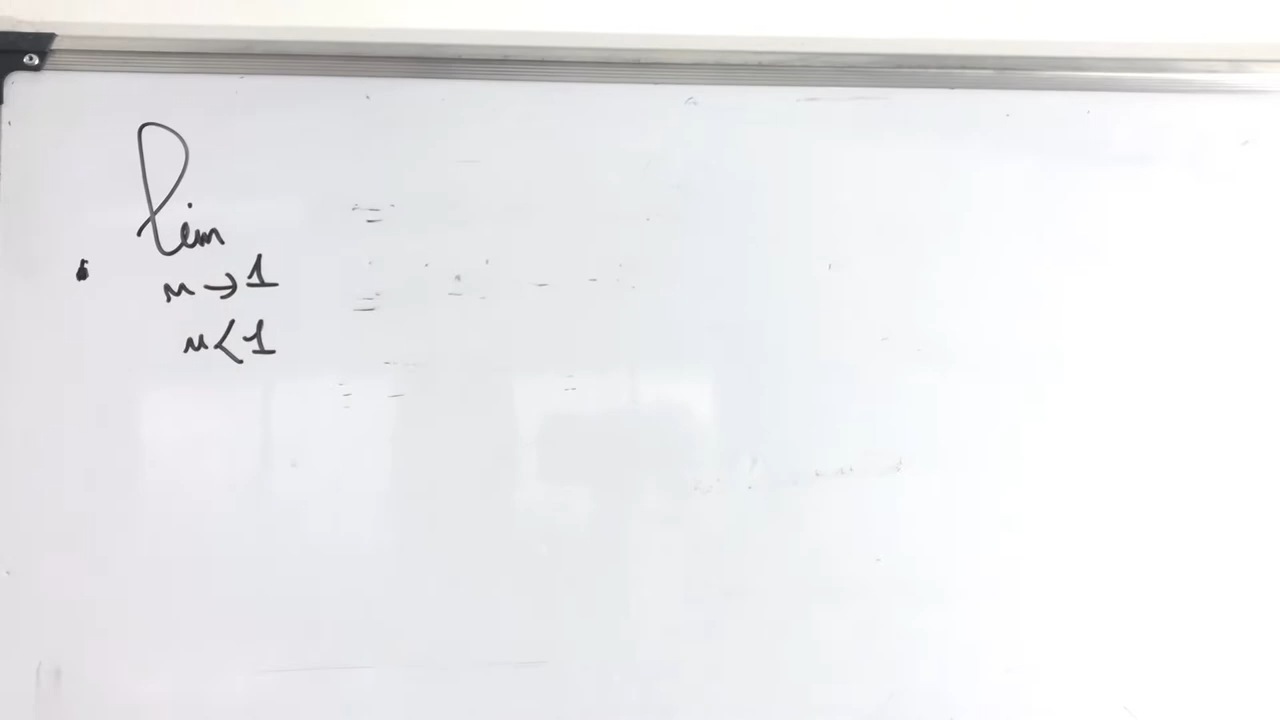 lim
x → 1
x < 1